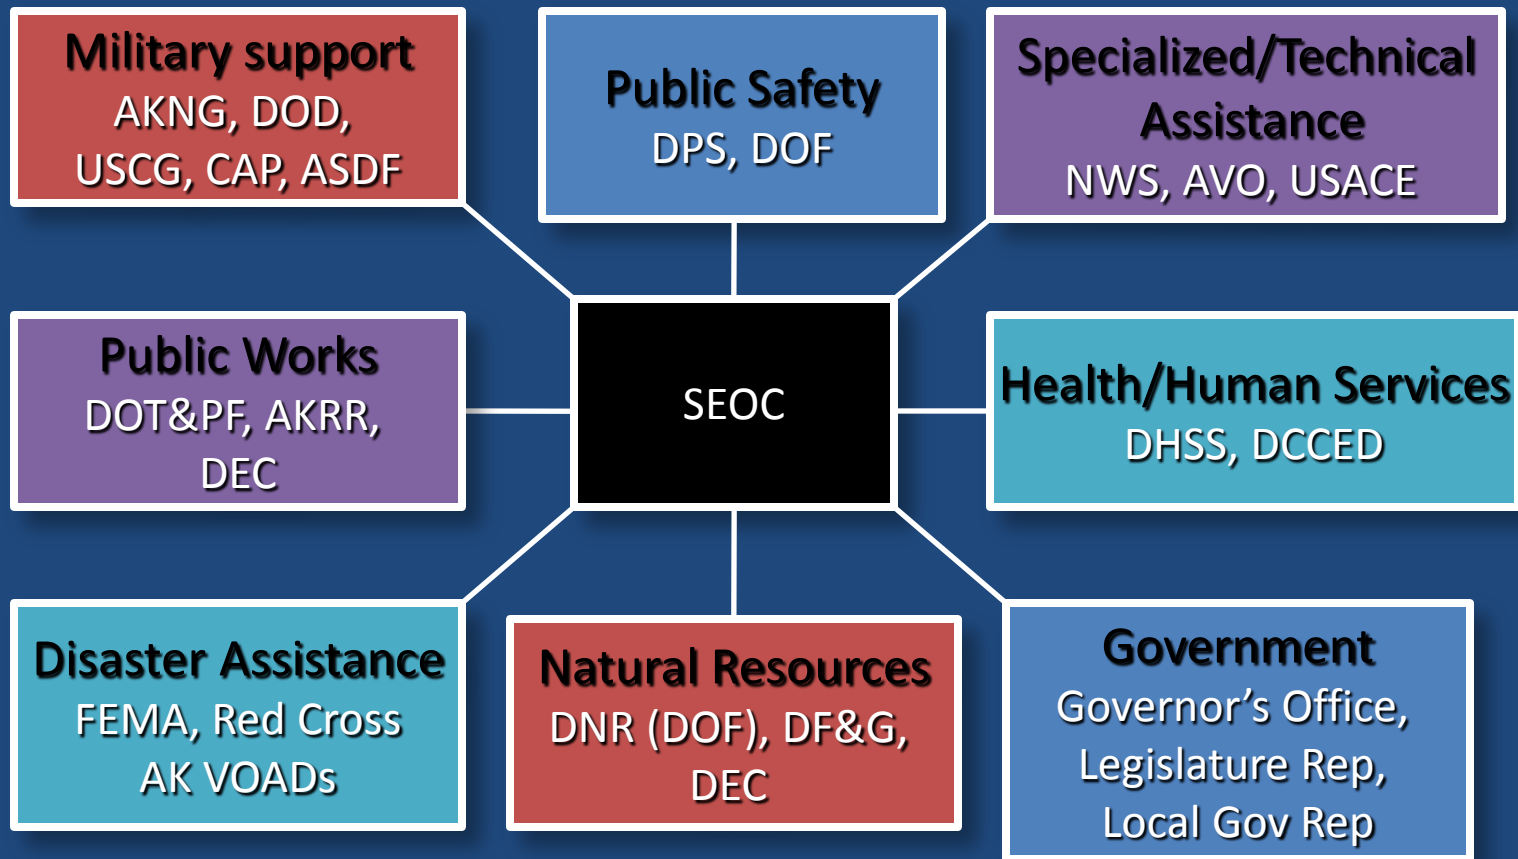 Military support
AKNG, DOD,
USCG, CAP, ASDF
Public Safety
DPS, DOF
Specialized/Technical
Assistance
NWS, AVO, USACE
Public Works
DOT&PF, AKRR,
DEC
SEOC
Health/Human Services
DHSS, DCCED
Disaster Assistance
FEMA, Red Cross
AK VOADs
Natural Resources
DNR (DOF), DF&G,
DEC
Government
Governor’s Office,
Legislature Rep,
Local Gov Rep